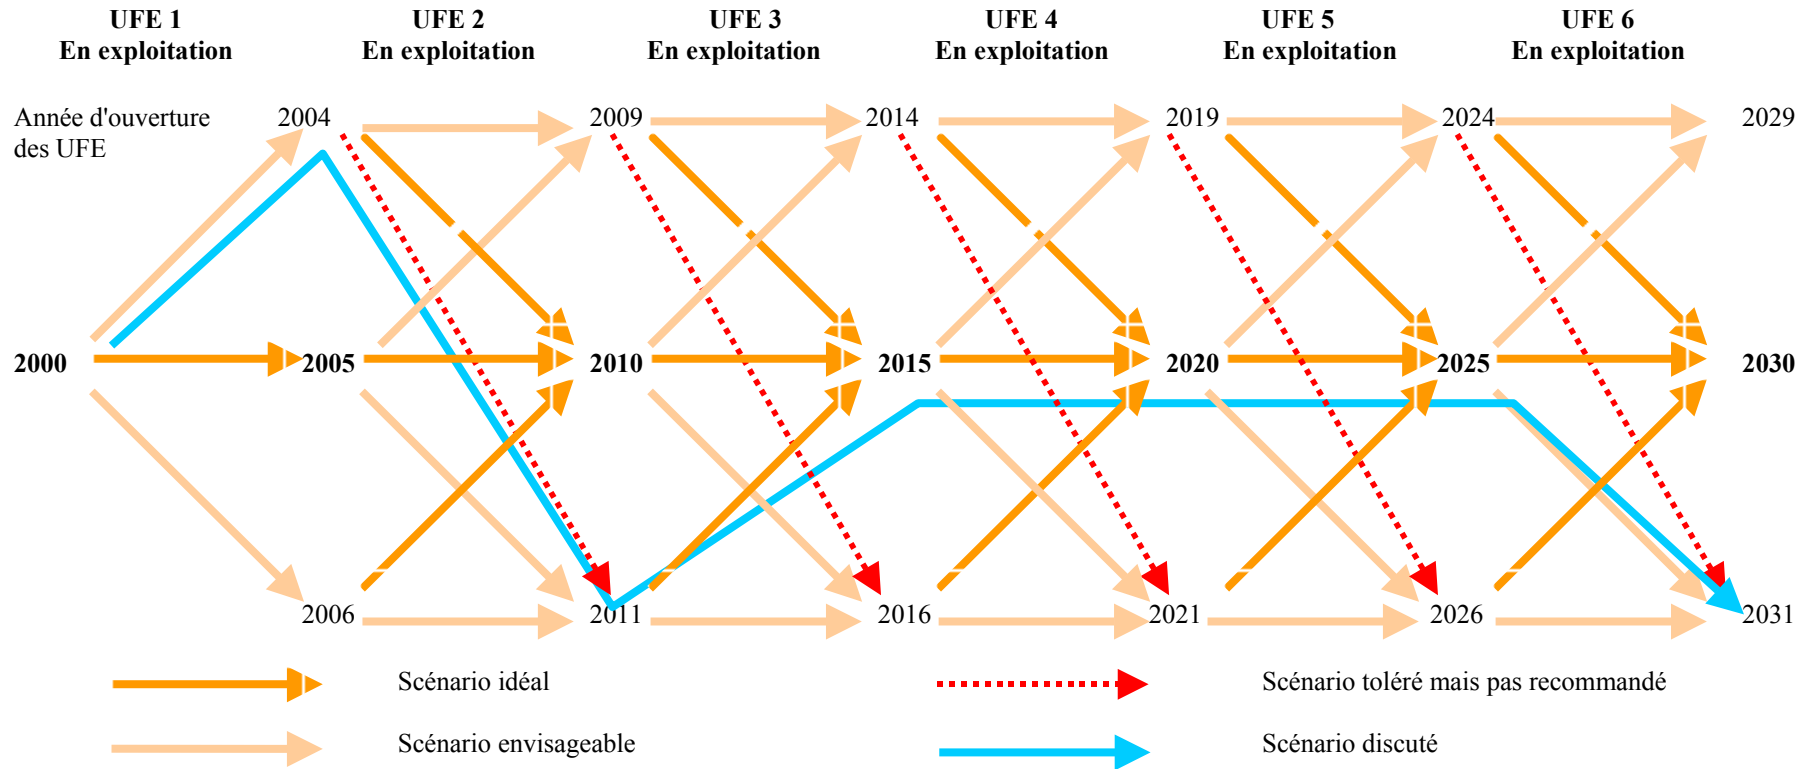 UFE 1 UFE 2 UFE 3 UFE 4 UFE 5 UFE 6
En exploitation En exploitation En exploitation En exploitation En exploitation En exploitation
Année d'ouverture 2004 2009 2014 2019 2024 2029
des UFE
2000 2005 2010 2015 2020 2025 2030
2006 2011 2016 2021 2026 2031
Scénario idéal Scénario toléré mais pas recommandé
Scénario envisageable Scénario discuté